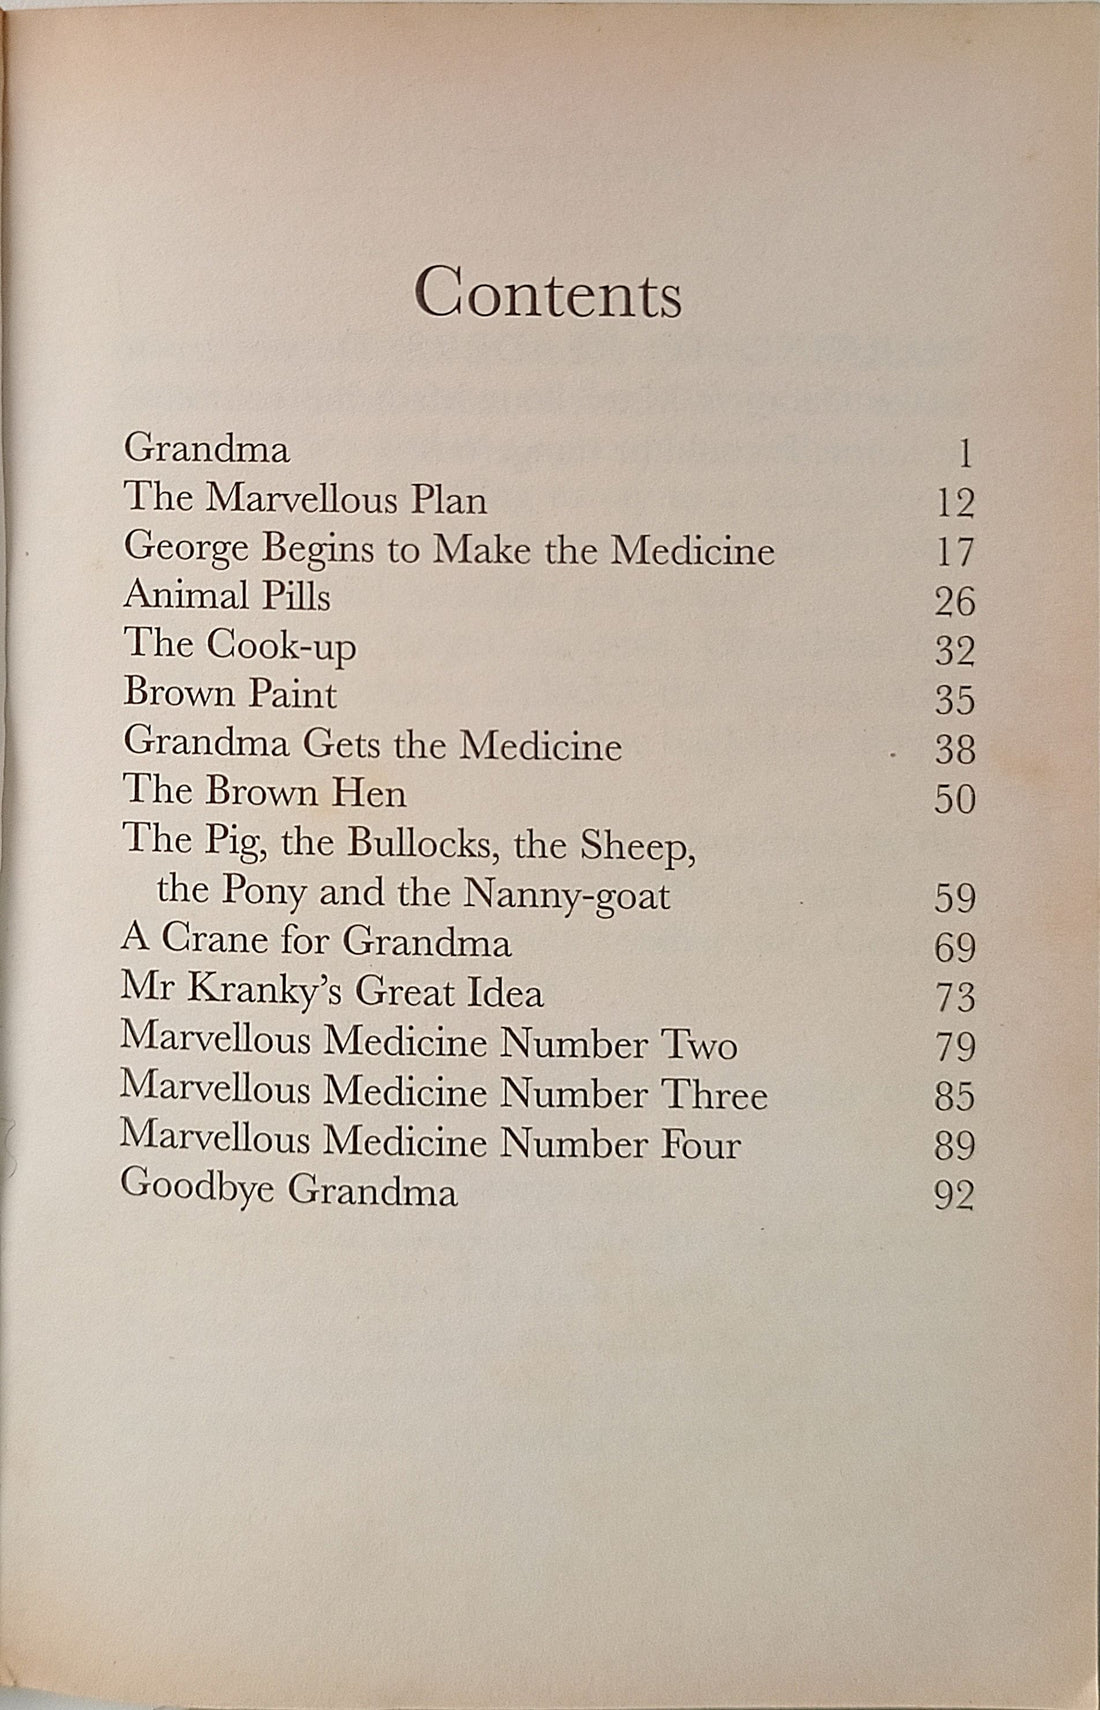 Contents
Grandma 1
The Marvellous Plan 12
George Begins to Make the Medicine 17
Animal Pills 26
The Cook-up 32
Brown Paint 35
Grandma Gets the Medicine 38
The Brown Hen 50
The Pig, the Bullocks, the Sheep,
the Pony and the Nanny-goat 59
A Crane for Grandma 69
Mr Kranky's Great Idea 73
Marvellous Medicine Number Two 79
Marvellous Medicine Number Three 85
Marvellous Medicine Number Four 89
Goodbye Grandma 92